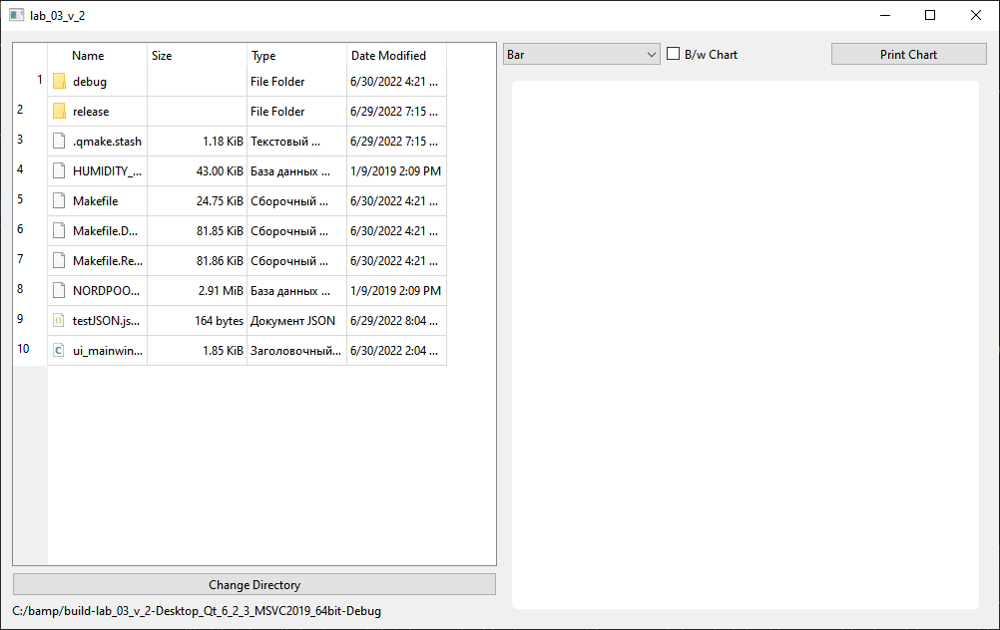 lab_03_v_2
Name Size Type Date Modified
1 debug File Folder 6/30/2022 4:21 ...
2 release File Folder 6/29/2022 7:15 ...
3 .qmake.stash 1.18 KiB Текстовый ... 6/29/2022 7:15 ...
4 HUMIDITY_... 43.00 KiB База данных ... 1/9/2019 2:09 PM
5 Makefile 24.75 KiB Сборочный ... 6/30/2022 4:21 ...
6 Makefile.D... 81.85 KiB Сборочный ... 6/30/2022 4:21 ...
7 Makefile.Re... 81.86 KiB Сборочный ... 6/30/2022 4:21 ...
8 NORDPOO... 2.91 MiB База данных ... 1/9/2019 2:09 PM
9 testJSON.js... 164 bytes Документ JSON 6/29/2022 8:04 ...
10 ui_mainwin... 1.85 KiB Заголовочный... 6/30/2022 2:04 ...
Change Directory
C:/bamp/build-lab_03_v_2-Desktop_Qt_6_2_3_MSVC2019_64bit-Debug
Bar B/w Chart Print Chart